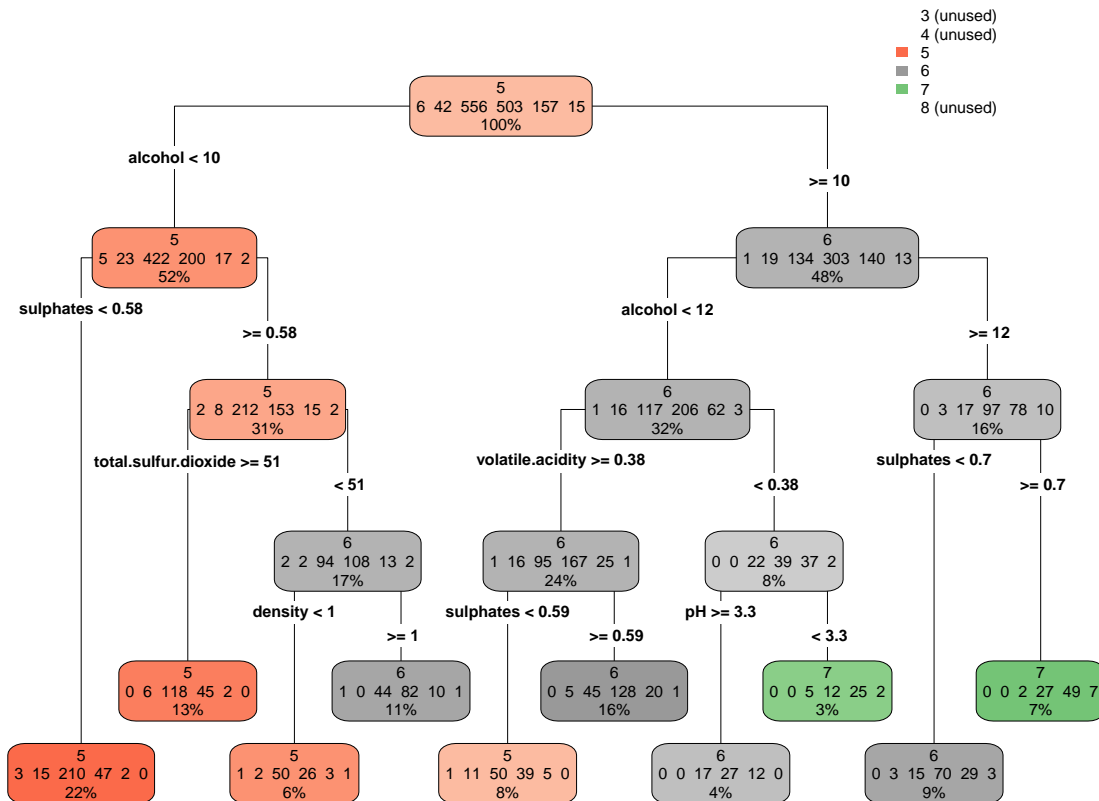 3 (unused)
4 (unused)
5
6
7
8 (unused)
5
6 42 556 503 157 15
100%
alcohol < 10
>= 10
5
5 23 422 200 17 2
52%
6
1 19 134 303 140 13
48%
sulphates < 0.58
>= 0.58
alcohol < 12
>= 12
5
2 8 212 153 15 2
31%
6
1 16 117 206 62 3
32%
6
0 3 17 97 78 10
16%
total.sulfur.dioxide >= 51
< 51
volatile.acidity >= 0.38
< 0.38
sulphates < 0.7
>= 0.7
6
2 2 94 108 13 2
17%
6
1 16 95 167 25 1
24%
6
0 0 22 39 37 2
8%
density < 1
>= 1
sulphates < 0.59
>= 0.59
pH >= 3.3
< 3.3
5
0 6 118 45 2 0
13%
6
1 0 44 82 10 1
11%
6
0 5 45 128 20 1
16%
7
0 0 5 12 25 2
3%
7
0 0 2 27 49 7
7%
5
3 15 210 47 2 0
22%
5
1 2 50 26 3 1
6%
5
1 11 50 39 5 0
8%
6
0 0 17 27 12 0
4%
6
0 3 15 70 29 3
9%